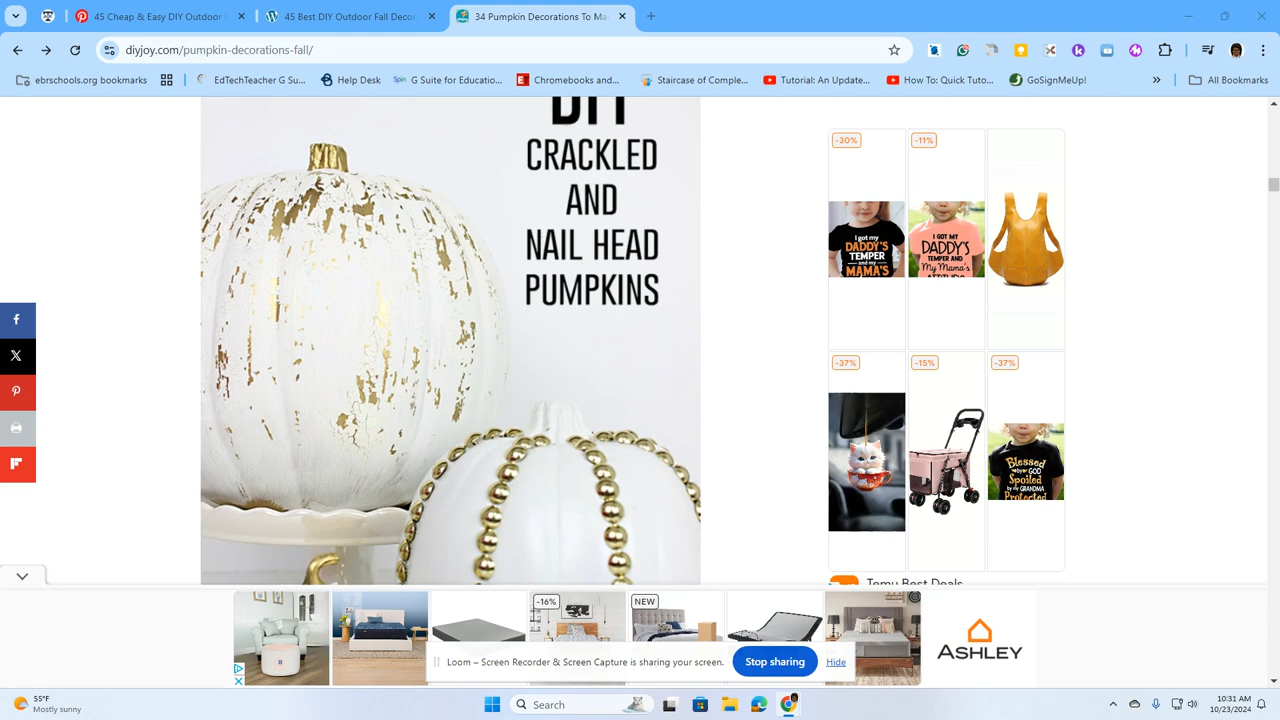 45 Cheap & Easy DIY Outdoor
45 Best DIY Outdoor Fall Decor
34 Pumpkin Decorations To Ma
diyjoy.com/pumpkin-decorations-fall/
ebrschools.org bookmarks
EdTechTeacher G Su...
Help Desk
Spin G Suite for Educatio...
Chromebooks and...
Staircase of Comple...
Tutorial: An Update...
How To: Quick Tuto...
GoSignMeUp!
All Bookmarks
DIY
CRACKLED
AND
NAIL HEAD
PUMPKINS
-30%
-11%
I got my
DADDY'S
TEMPER
and my
MAMA'S
I GOT MY
DADDY'S
TEMPER AND
My Mama's
ATTITUDE
-37%
-15%
-37%
Blessed
by GOD
Spoiled
by my GRANDMA
Protected
Temu Best Deals
-16%
NEW
ASHLEY
Loom – Screen Recorder & Screen Capture is sharing your screen.
Stop sharing
Hide
55°F
Mostly sunny
Search
10:31 AM
10/23/2024